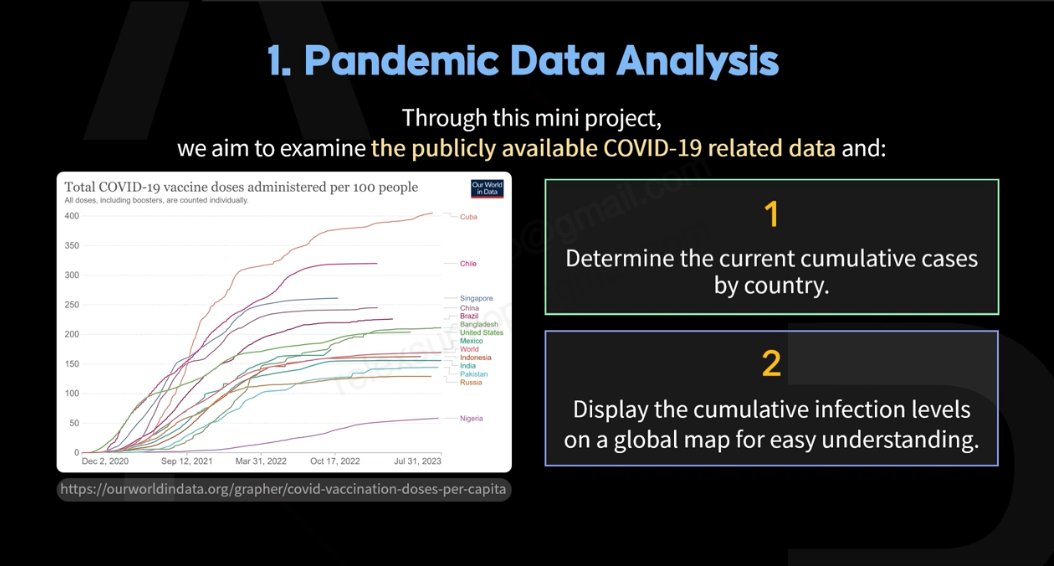 1. Pandemic Data Analysis
Through this mini project,
we aim to examine the publicly available COVID-19 related data and:
Total COVID-19 vaccine doses administered per 100 people
All doses, including boosters, are counted individually.
Our World
in Data
400
350
300
250
200
150
100
50
0
Dec 2, 2020
Sep 12, 2021
Mar 31, 2022
Oct 17, 2022
Jul 31, 2023
Cuba
Chile
Singapore
China
Brazil
Bangladesh
United States
Mexico
World
Indonesia
India
Pakistan
Russia
Nigeria
https://ourworldindata.org/grapher/covid-vaccination-doses-per-capita
1
Determine the current cumulative cases
by country.
2
Display the cumulative infection levels
on a global map for easy understanding.